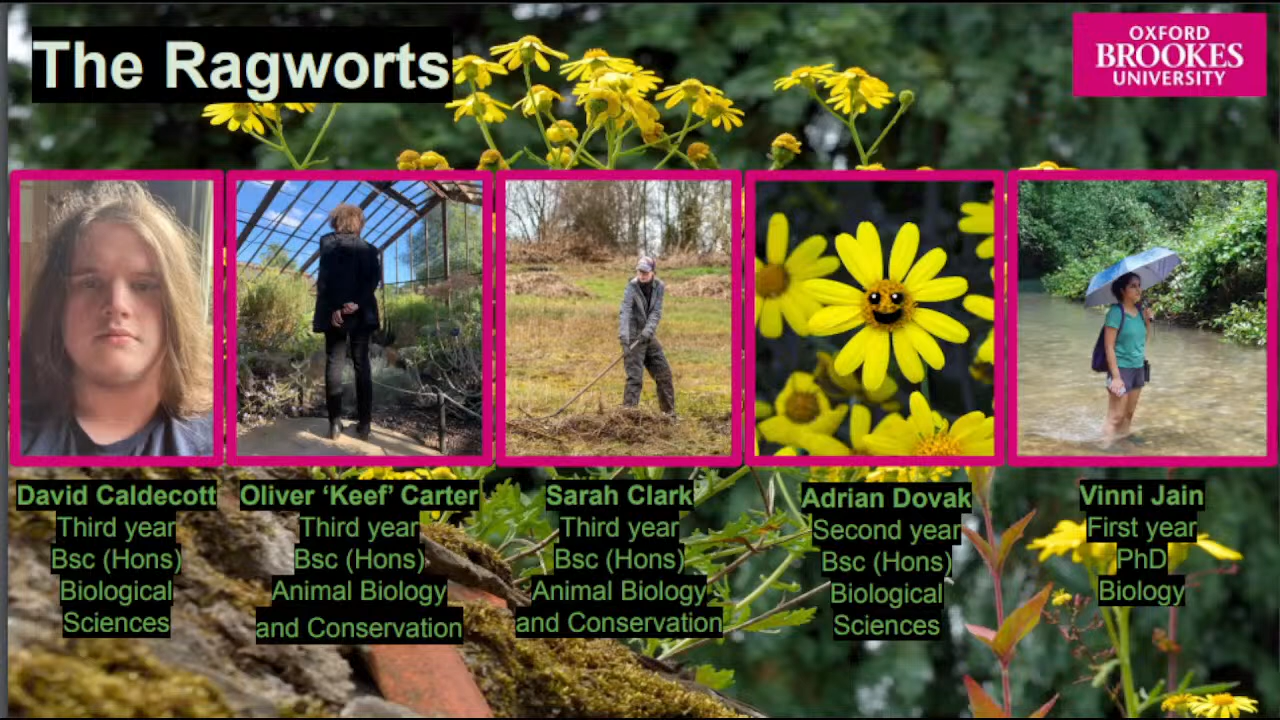 The Ragworts
OXFORD
BROOKES
UNIVERSITY
David Caldecott
Third year
Bsc (Hons)
Biological
Sciences
Oliver ‘Keef’ Carter
Third year
Bsc (Hons)
Animal Biology
and Conservation
Sarah Clark
Third year
Bsc (Hons)
Animal Biology
and Conservation
Adrian Dovak
Second year
Bsc (Hons)
Biological
Sciences
Vinni Jain
First year
PhD
Biology